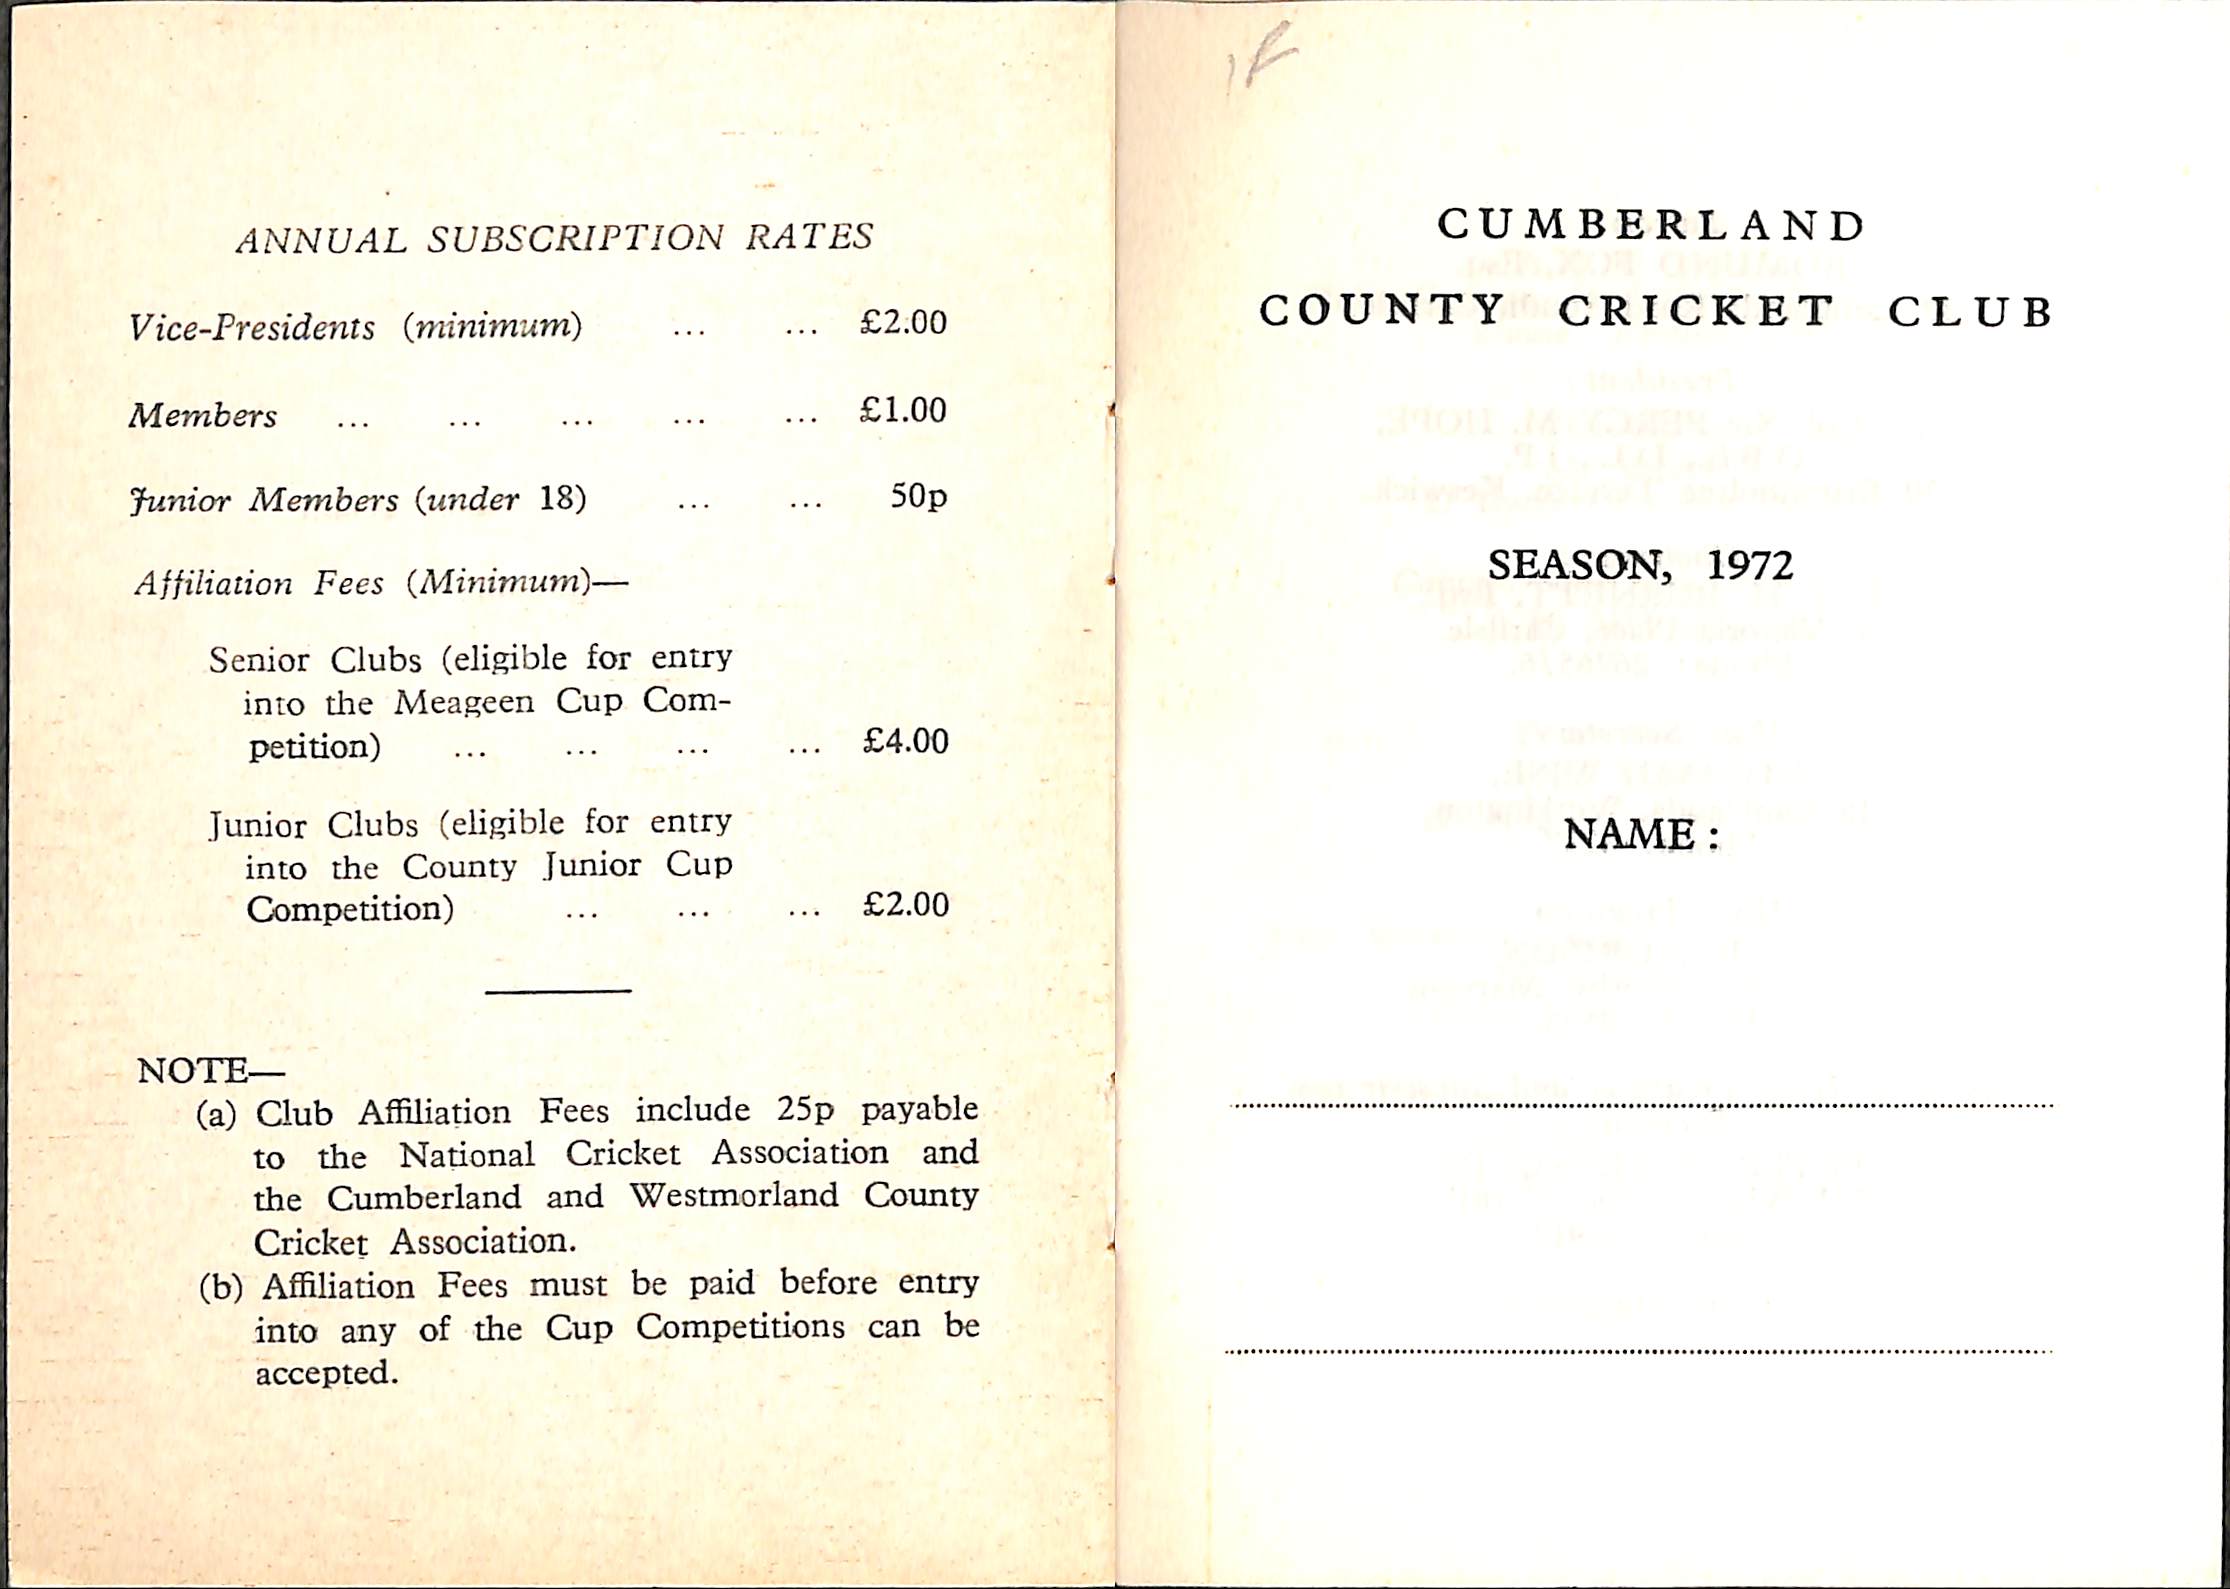 ANNUAL SUBSCRIPTION RATES
Vice-Presidents (minimum) ... ... £2.00
Members ... ... ... ... ... £1.00
Junior Members (under 18) ... ... 50p
Affiliation Fees (Minimum)—
Senior Clubs (eligible for entry
into the Meageen Cup Com-
petition) ... ... ... ... £4.00
Junior Clubs (eligible for entry
into the County Junior Cup
Competition) ... ... ... £2.00
NOTE—
(a) Club Affiliation Fees include 25p payable
to the National Cricket Association and
the Cumberland and Westmorland County
Cricket Association.
(b) Affiliation Fees must be paid before entry
into any of the Cup Competitions can be
accepted.
CUMBERLAND
COUNTY CRICKET CLUB
SEASON, 1972
NAME :